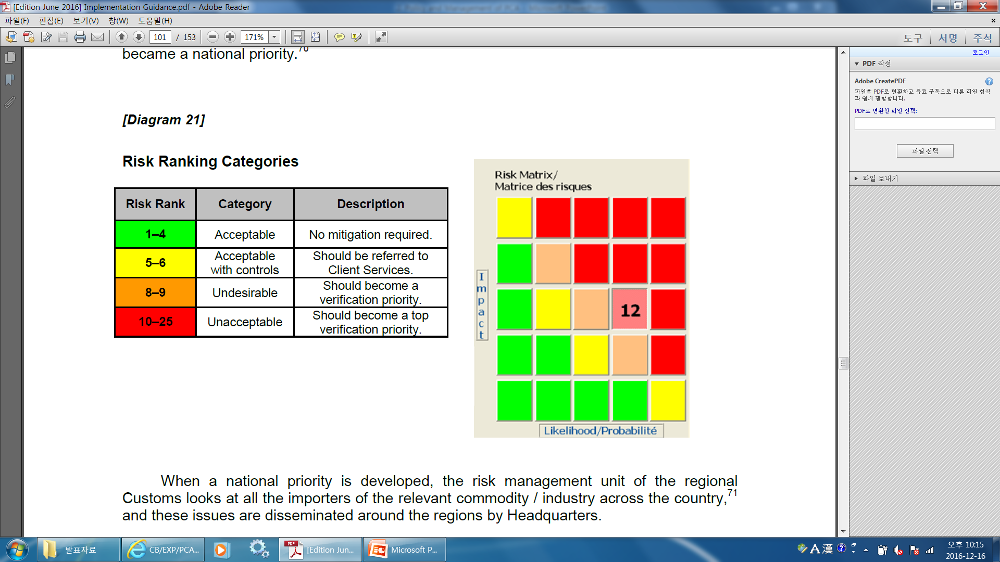 [Edition June 2016] Implementation Guidance.pdf - Adobe Reader
파일(F) 편집(E) 보기(V) 창(W) 도움말(H)
101 / 153 171% 도구 서명 주석
became a national priority.70
[Diagram 21]
Risk Ranking Categories
Risk Rank Category Description
1–4 Acceptable No mitigation required.
5–6 Acceptable with controls Should be referred to Client Services.
8–9 Undesirable Should become a verification priority.
10–25 Unacceptable Should become a top verification priority.
Risk Matrix/
Matrice des risques
Impact
12
Likelihood/Probabilité
When a national priority is developed, the risk management unit of the regional
Customs looks at all the importers of the relevant commodity / industry across the country,71
and these issues are disseminated around the regions by Headquarters.
로그인
PDF 작성
Adobe CreatePDF
파일을 PDF로 변환하고 유료 구독으로 다른 파일 형식
과 쉽게 결합합니다.
PDF로 변환할 파일 선택:
파일 선택
파일 보내기
발표자료 CB/EXP/PCA... PDF [Edition Jun... Microsoft P...
A 漢 오후 10:15
2016-12-16